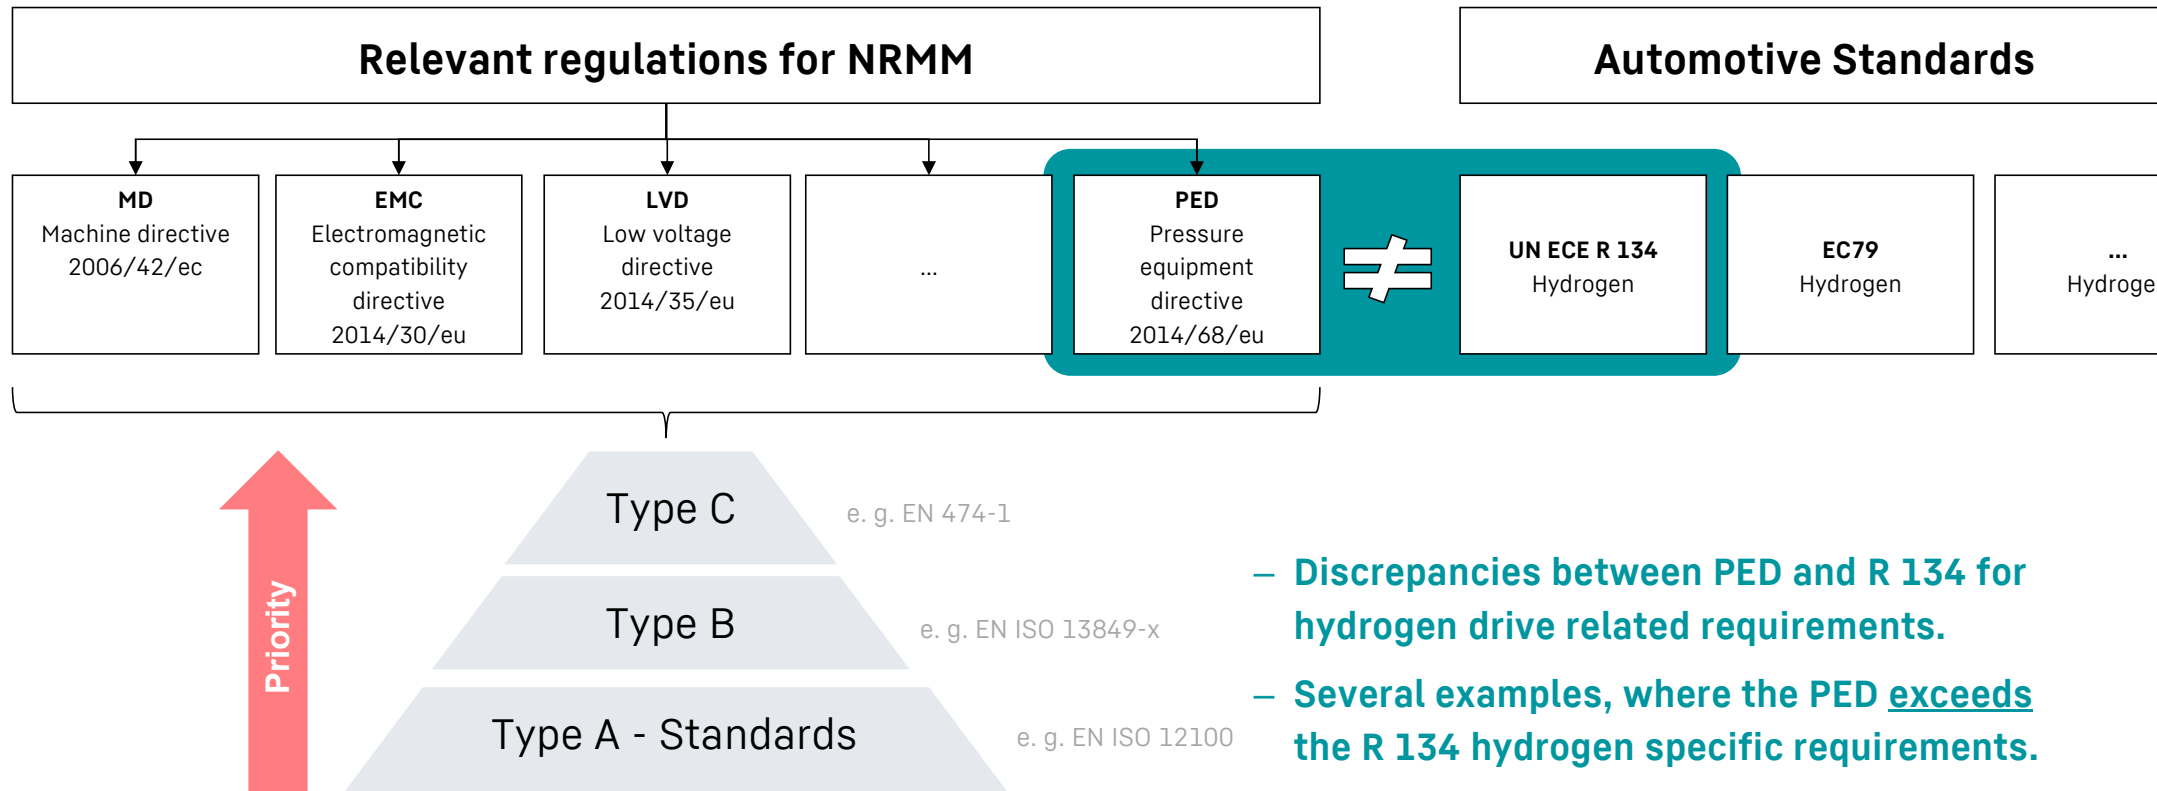 Relevant regulations for NRMM
Automotive Standards
MD
Machine directive
2006/42/ec
EMC
Electromagnetic
compatibility
directive
2014/30/eu
LVD
Low voltage
directive
2014/35/eu
...
PED
Pressure
equipment
directive
2014/68/eu
≠
UN ECE R 134
Hydrogen
EC79
Hydrogen
...
Hydroge
Priority
Type C
e. g. EN 474-1
Type B
e. g. EN ISO 13849-x
Type A - Standards
e. g. EN ISO 12100
– Discrepancies between PED and R 134 for
hydrogen drive related requirements.
– Several examples, where the PED exceeds
the R 134 hydrogen specific requirements.